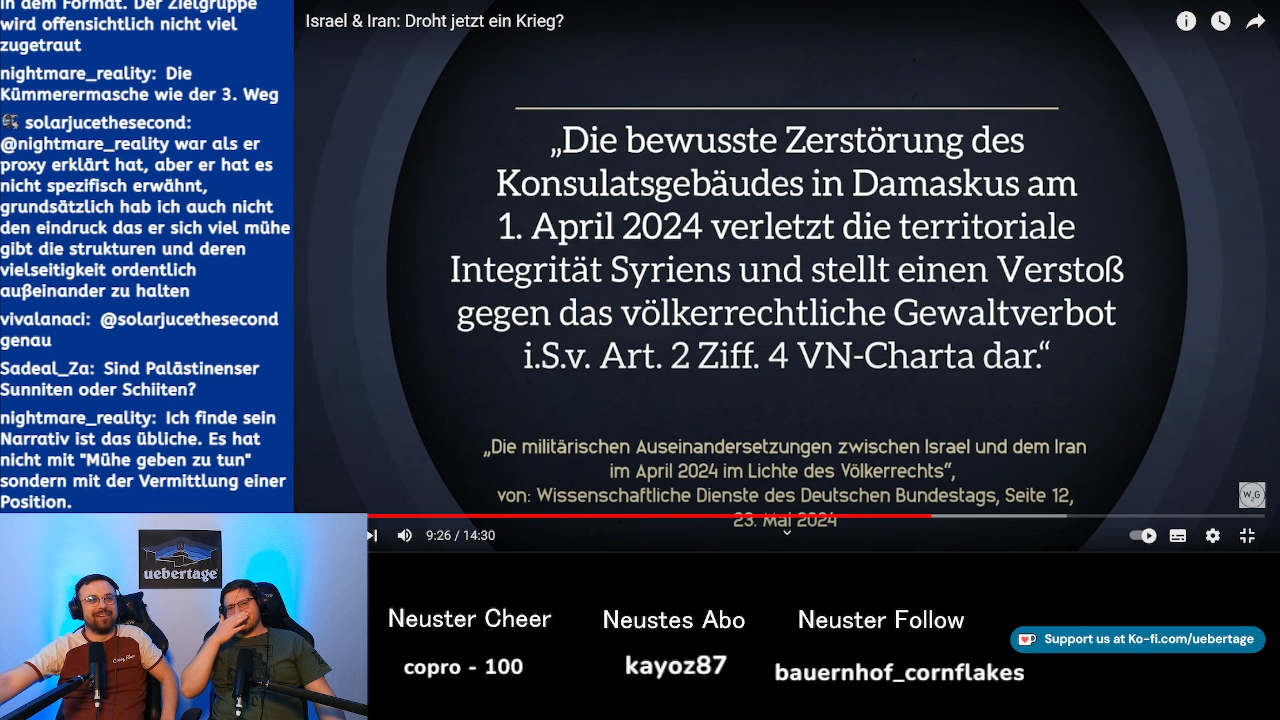 in dem Format. Der Zielgruppe
wird offensichtlich nicht viel
zugetraut
nightmare_reality: Die
Kümmerermasche wie der 3. Weg
solarjucethesecond:
@nightmare_reality war als er
proxy erklärt hat, aber er hat es
nicht spezifisch erwähnt,
grundsätzlich hab ich auch nicht
den eindruck das er sich viel mühe
gibt die strukturen und deren
vielseitigkeit ordentlich
außeinander zu halten
vivalanaci: @solarjucethesecond
genau
Sadeal_Za: Sind Palästinenser
Sunniten oder Schiiten?
nightmare_reality: Ich finde sein
Narrativ ist das übliche. Es hat
nicht mit "Mühe geben zu tun"
sondern mit der Vermittlung einer
Position.
Israel & Iran: Droht jetzt ein Krieg?
„Die bewusste Zerstörung des
Konsulatsgebäudes in Damaskus am
1. April 2024 verletzt die territoriale
Integrität Syriens und stellt einen Verstoß
gegen das völkerrechtliche Gewaltverbot
i.S.v. Art. 2 Ziff. 4 VN-Charta dar.“
„Die militärischen Auseinandersetzungen zwischen Israel und dem Iran
im April 2024 im Lichte des Völkerrechts“,
von: Wissenschaftliche Dienste des Deutschen Bundestags, Seite 12,
23. Mai 2024
W2G
9:26 / 14:30
uebertage
Neuster Cheer
copro - 100
Neustes Abo
kayoz87
Neuster Follow
bauernhof_cornflakes
Support us at Ko-fi.com/uebertage